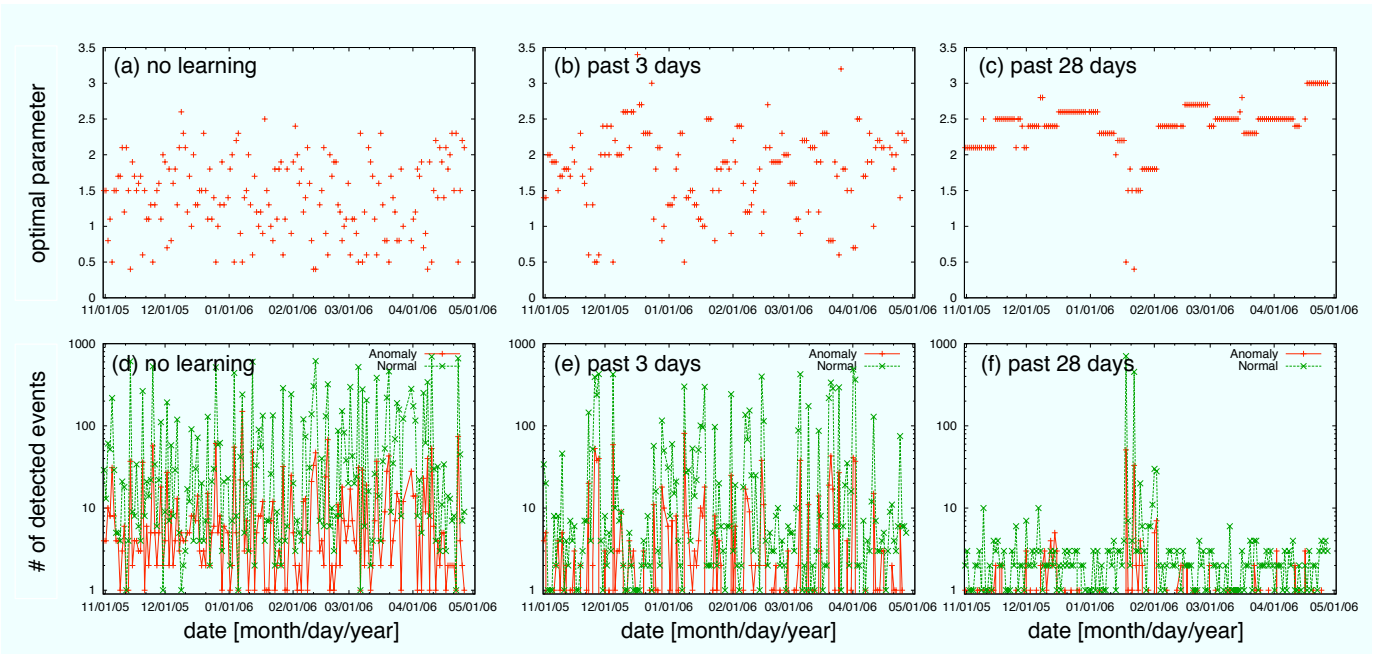 optimal parameter
3.5
3
2.5
2
1.5
1
0.5
0
(a) no learning
11/01/05 12/01/05 01/01/06 02/01/06 03/01/06 04/01/06 05/01/06
3.5
3
2.5
2
1.5
1
0.5
0
(b) past 3 days
11/01/05 12/01/05 01/01/06 02/01/06 03/01/06 04/01/06 05/01/06
3.5
3
2.5
2
1.5
1
0.5
0
(c) past 28 days
11/01/05 12/01/05 01/01/06 02/01/06 03/01/06 04/01/06 05/01/06
# of detected events
1000
100
10
1
(d) no learning
Anomaly
Normal
11/01/05 12/01/05 01/01/06 02/01/06 03/01/06 04/01/06 05/01/06
date [month/day/year]
1000
100
10
1
(e) past 3 days
Anomaly
Normal
11/01/05 12/01/05 01/01/06 02/01/06 03/01/06 04/01/06 05/01/06
date [month/day/year]
1000
100
10
1
(f) past 28 days
Anomaly
Normal
11/01/05 12/01/05 01/01/06 02/01/06 03/01/06 04/01/06 05/01/06
date [month/day/year]